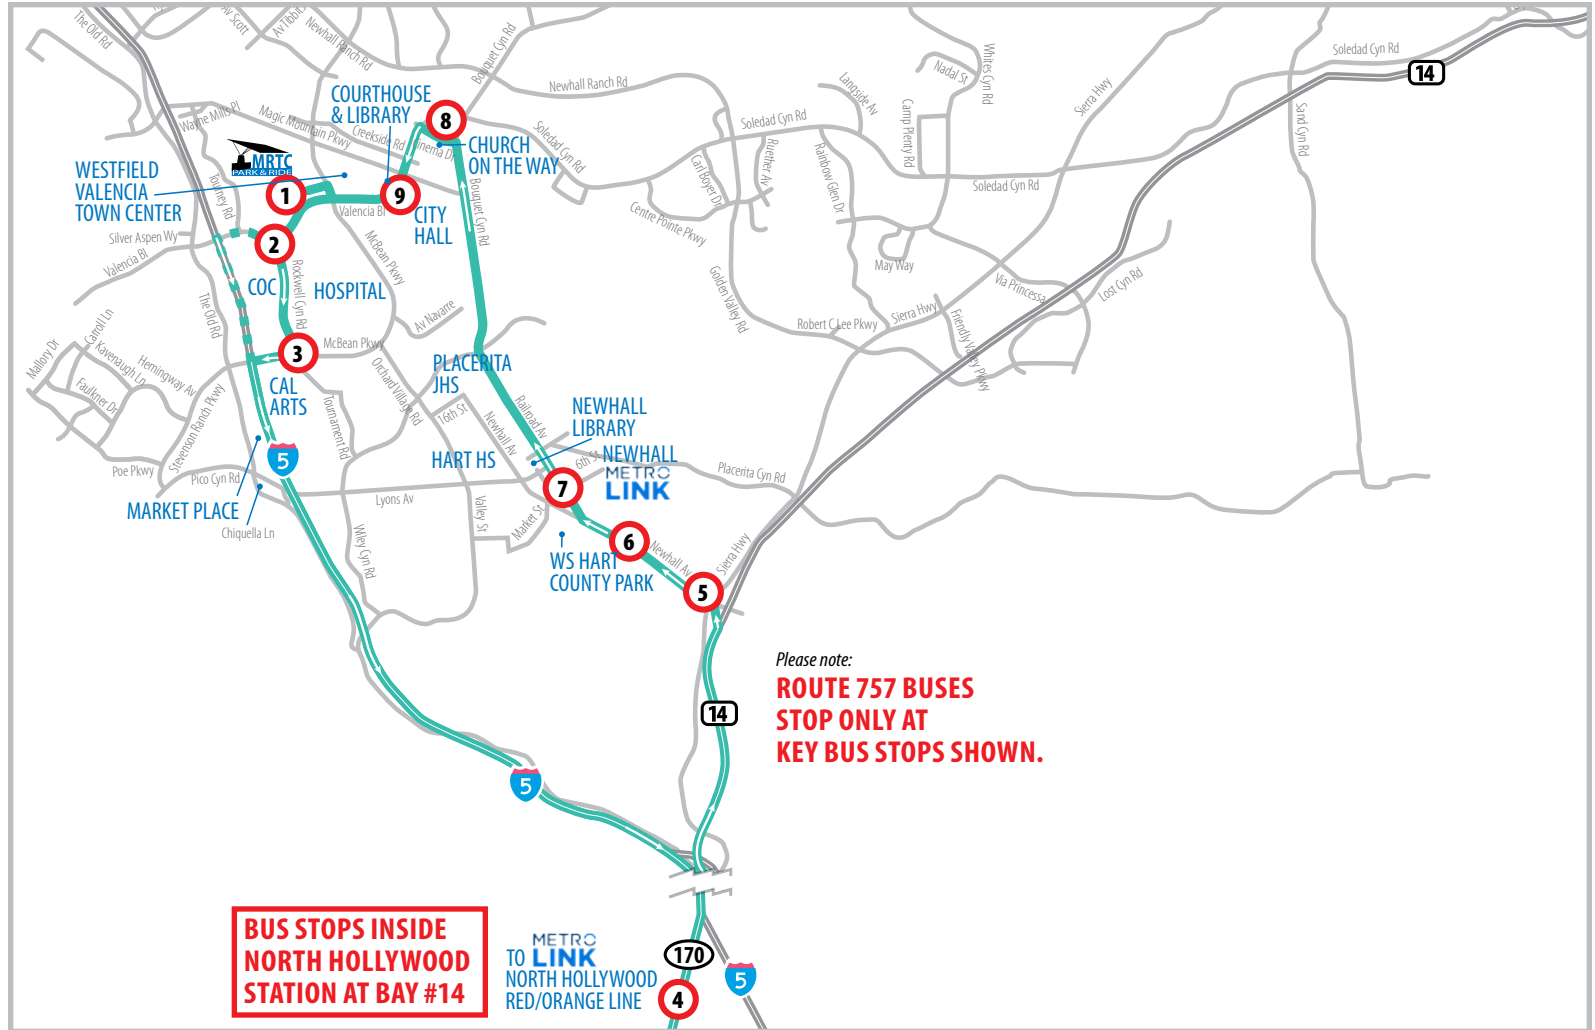 The Old Rd
Av Scott
Av Tibbits
Newhall Ranch Rd
Bouquet Cyn Rd
Newhall Ranch Rd
Whites Cyn Rd
Nadal St
Langside Av
Camp Plenty Rd
Sierra Hwy
Soledad Cyn Rd
14
Sand Cyn Rd
Wayne Mills Pl
Magic Mountain Pkwy
COURTHOUSE
& LIBRARY
Creekside Rd
Cinema Dr
8
CHURCH
ON THE WAY
Soledad Cyn Rd
Soledad Cyn Rd
Ruether Av
Carl Boyer Dr
Rainbow Glen Dr
Soledad Cyn Rd
MRTC
PARK & RIDE
WESTFIELD
VALENCIA
TOWN CENTER
1
Tourney Rd
9
Valencia Bl
CITY
HALL
Bouquet Cyn Rd
Centre Pointe Pkwy
Silver Aspen Wy
Valencia Bl
2
McBean Pkwy
COC
HOSPITAL
Rockwell Cyn Rd
The Old Rd
Golden Valley Rd
May Way
Via Princessa
Lost Cyn Rd
Robert C Lee Pkwy
Sierra Hwy
Friendly Valley Pkwy
Av Navarre
3
McBean Pkwy
Mallory Dr
Carroll Ln
Kavenaugh Ln
Hemingway Av
Faulkner Dr
Stevenson Ranch Pkwy
CAL
ARTS
Tournament Rd
Orchard Village Rd
PLACERITA
JHS
16th St
Newhall Av
Railroad Av
NEWHALL
LIBRARY
HART HS
6th St
NEWHALL
METRO
LINK
Placerita Cyn Rd
5
Poe Pkwy
Pico Cyn Rd
Lyons Av
7
MARKET PLACE
Chiquella Ln
Wiley Cyn Rd
Valley St
Market St
6
Newhall Av
Sierra Hwy
WS HART
COUNTY PARK
5
Please note:
ROUTE 757 BUSES
STOP ONLY AT
KEY BUS STOPS SHOWN.
14
5
BUS STOPS INSIDE
NORTH HOLLYWOOD
STATION AT BAY #14
TO METRO
LINK
NORTH HOLLYWOOD
RED/ORANGE LINE
170
5
4